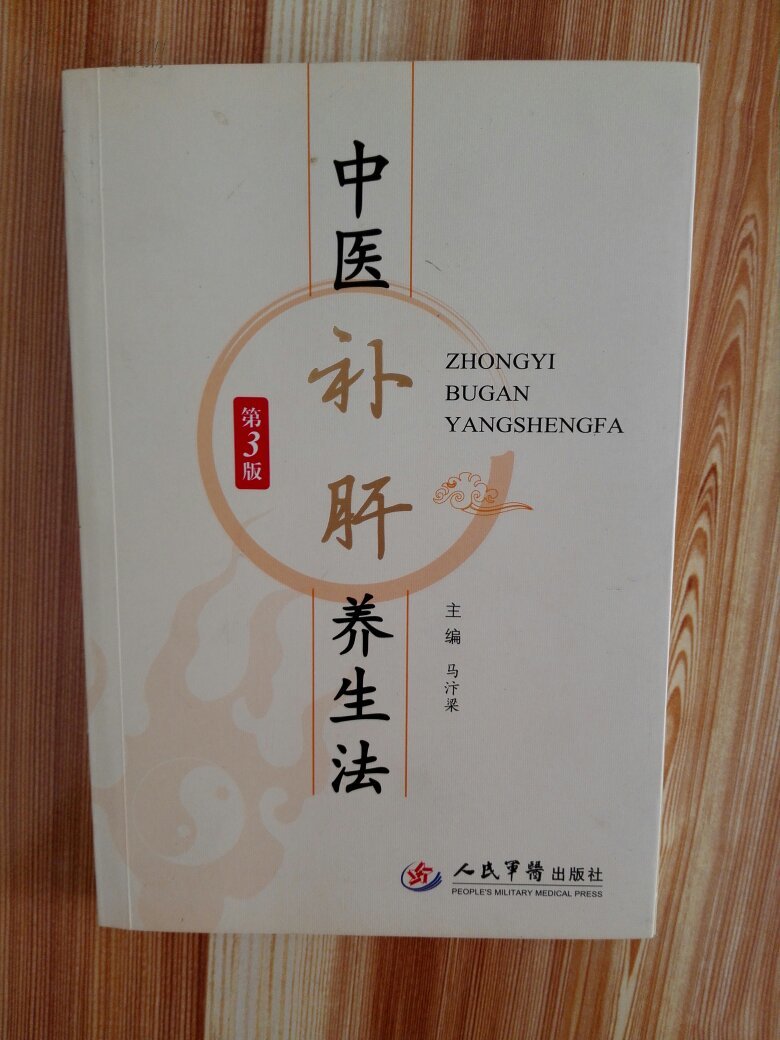 中医补肝养生法
第3版
ZHONGYI
BUGAN
YANGSHENGFA
主编 马汴梁
人民军医出版社
PEOPLE'S MILITARY MEDICAL PRESS